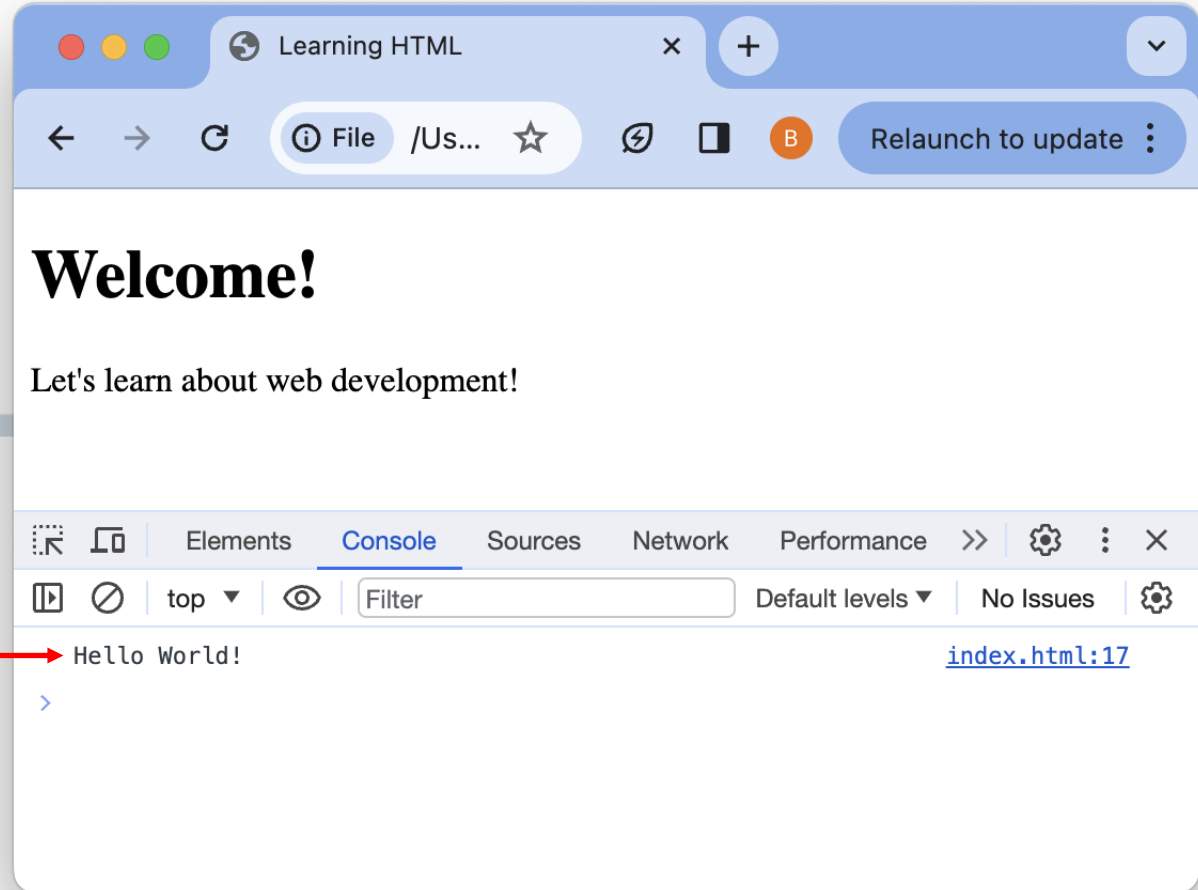 Learning HTML
File /Us... B Relaunch to update
Welcome!
Let's learn about web development!
Elements Console Sources Network Performance
top Filter Default levels No Issues
Hello World! index.html:17